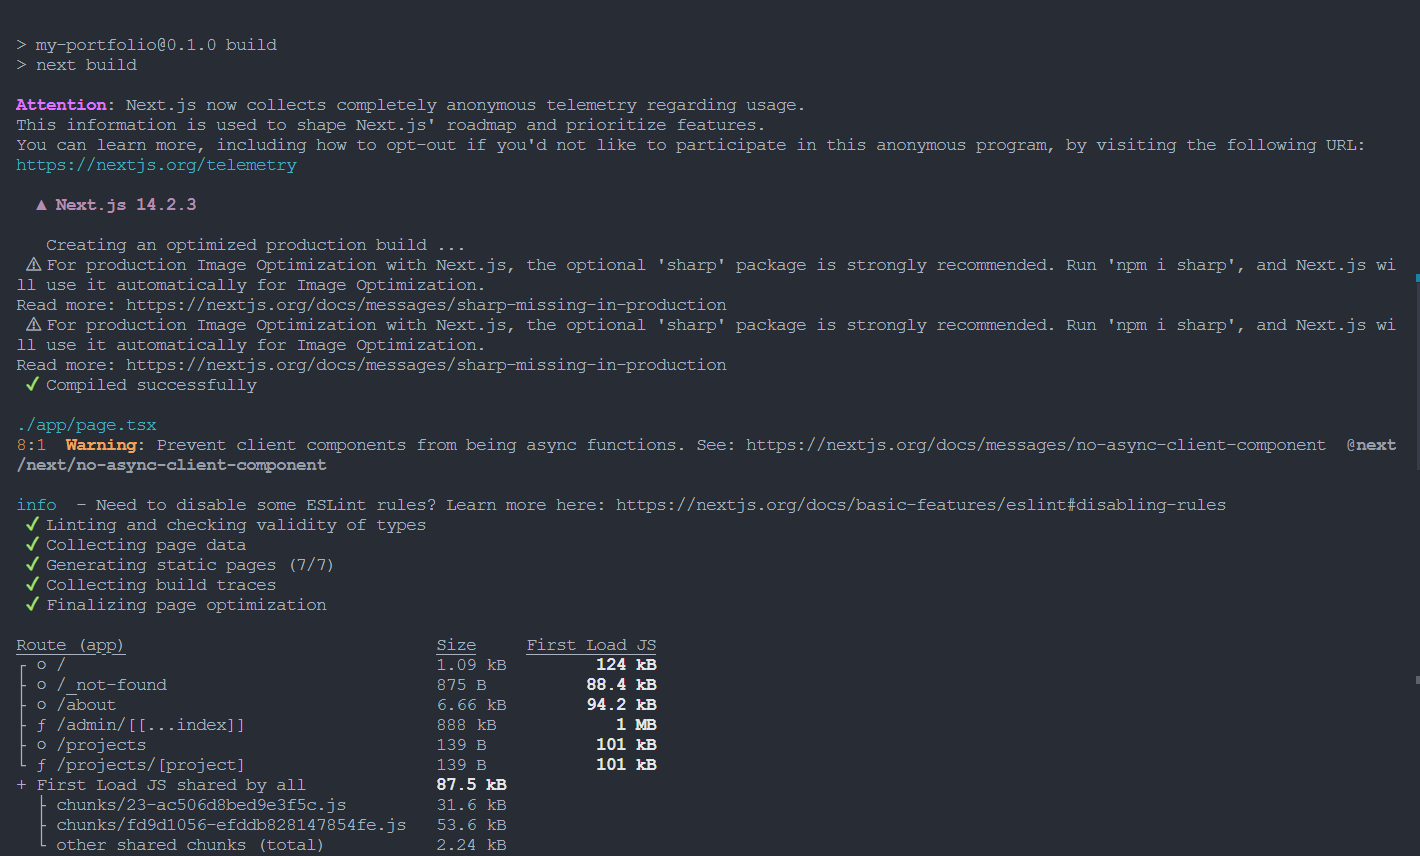 > my-portfolio@0.1.0 build
> next build
Attention: Next.js now collects completely anonymous telemetry regarding usage.
This information is used to shape Next.js' roadmap and prioritize features.
You can learn more, including how to opt-out if you'd not like to participate in this anonymous program, by visiting the following URL:
https://nextjs.org/telemetry
▲ Next.js 14.2.3
Creating an optimized production build ...
⚠ For production Image Optimization with Next.js, the optional 'sharp' package is strongly recommended. Run 'npm i sharp', and Next.js wi
ll use it automatically for Image Optimization.
Read more: https://nextjs.org/docs/messages/sharp-missing-in-production
⚠ For production Image Optimization with Next.js, the optional 'sharp' package is strongly recommended. Run 'npm i sharp', and Next.js wi
ll use it automatically for Image Optimization.
Read more: https://nextjs.org/docs/messages/sharp-missing-in-production
✓ Compiled successfully
./app/page.tsx
8:1  Warning: Prevent client components from being async functions. See: https://nextjs.org/docs/messages/no-async-client-component  @next
/next/no-async-client-component
info  - Need to disable some ESLint rules? Learn more here: https://nextjs.org/docs/basic-features/eslint#disabling-rules
✓ Linting and checking validity of types
✓ Collecting page data
✓ Generating static pages (7/7)
✓ Collecting build traces
✓ Finalizing page optimization
Route (app)                              Size     First Load JS
┌ ○ /                                    1.09 kB         124 kB
├ ○ /_not-found                          875 B          88.4 kB
├ ○ /about                               6.66 kB        94.2 kB
├ ƒ /admin/[[...index]]                  888 kB            1 MB
├ ○ /projects                            139 B           101 kB
└ ƒ /projects/[project]                  139 B           101 kB
+ First Load JS shared by all            87.5 kB
  ├ chunks/23-ac506d8bed9e3f5c.js        31.6 kB
  ├ chunks/fd9d1056-efddb828147854fe.js  53.6 kB
  └ other shared chunks (total)          2.24 kB